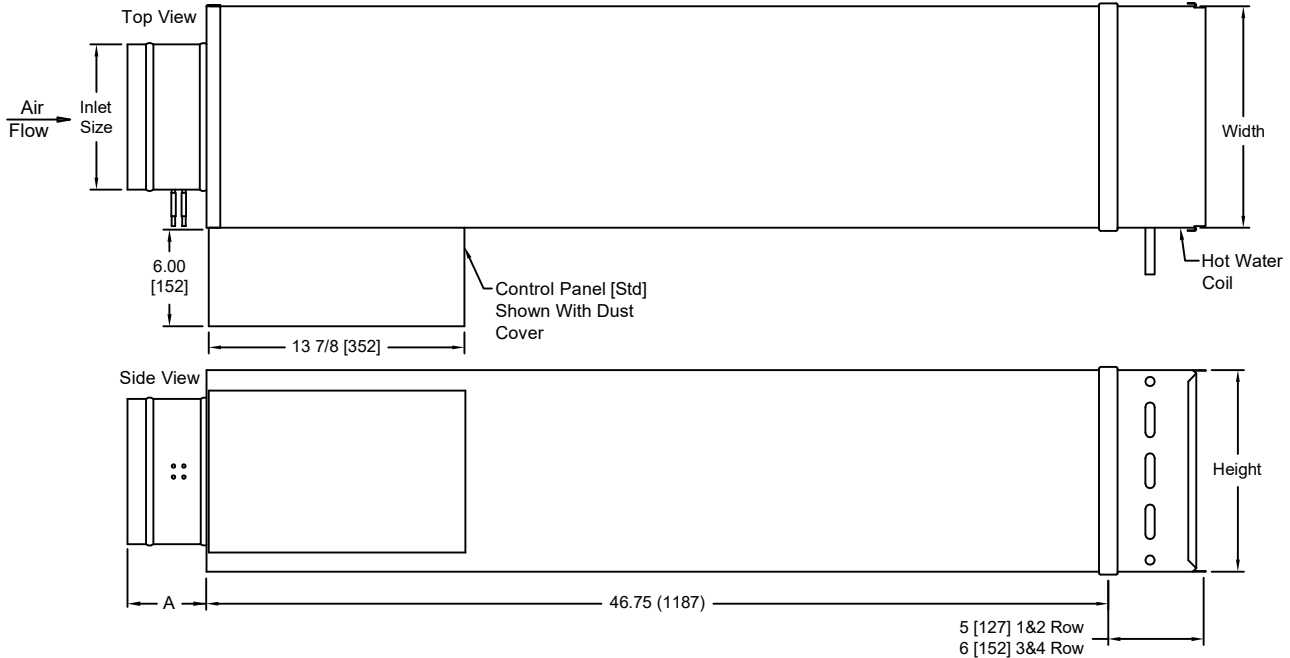 Top View
Air
Flow
Inlet
Size
Width
6.00
[152]
Hot Water
Coil
Control Panel [Std]
Shown With Dust
Cover
13 7/8 [352]
Side View
Height
A
46.75 (1187)
5 [127] 1&2 Row
6 [152] 3&4 Row